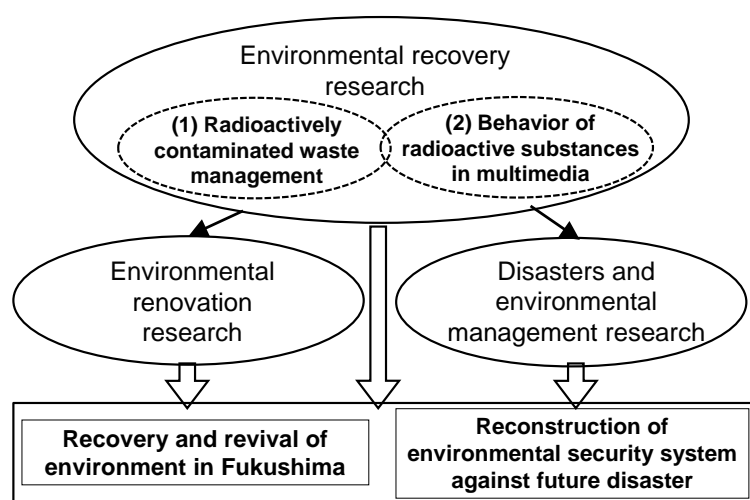 Environmental recovery
research
(1) Radioactively
contaminated waste
management
(2) Behavior of
radioactive substances
in multimedia
Environmental
renovation
research
Disasters and
environmental
management research
Recovery and revival of
environment in Fukushima
Reconstruction of
environmental security system
against future disaster